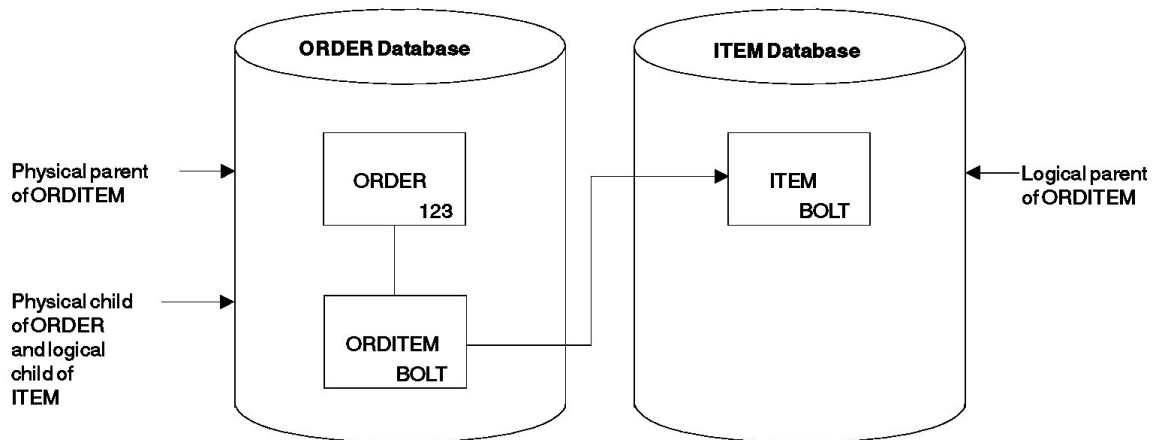 ORDER Database
ITEM Database
Physical parent
of ORDITEM
ORDER
123
ITEM
BOLT
Logical parent
of ORDITEM
Physical child
of ORDER
and logical
child of
ITEM
ORDITEM
BOLT